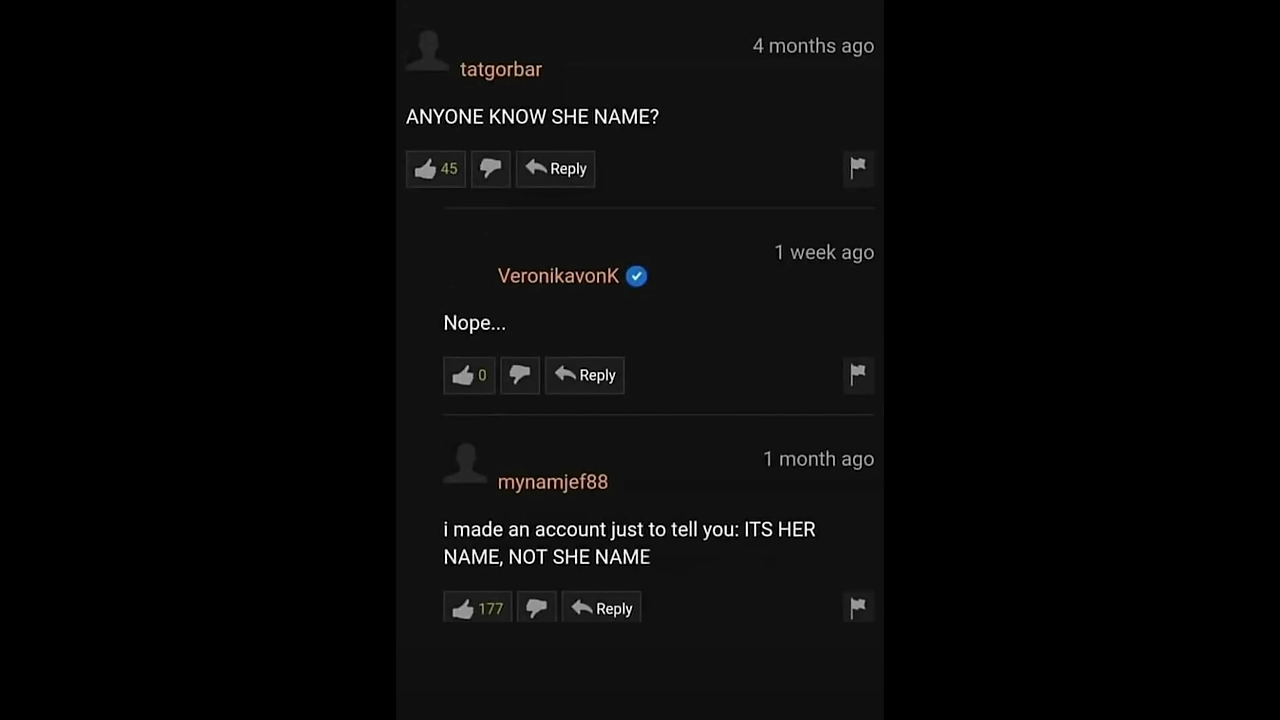 4 months ago
tatgorbar
ANYONE KNOW SHE NAME?
45
Reply
1 week ago
VeronikavonK
Nope...
0
Reply
1 month ago
mynamjef88
i made an account just to tell you: ITS HER
NAME, NOT SHE NAME
177
Reply